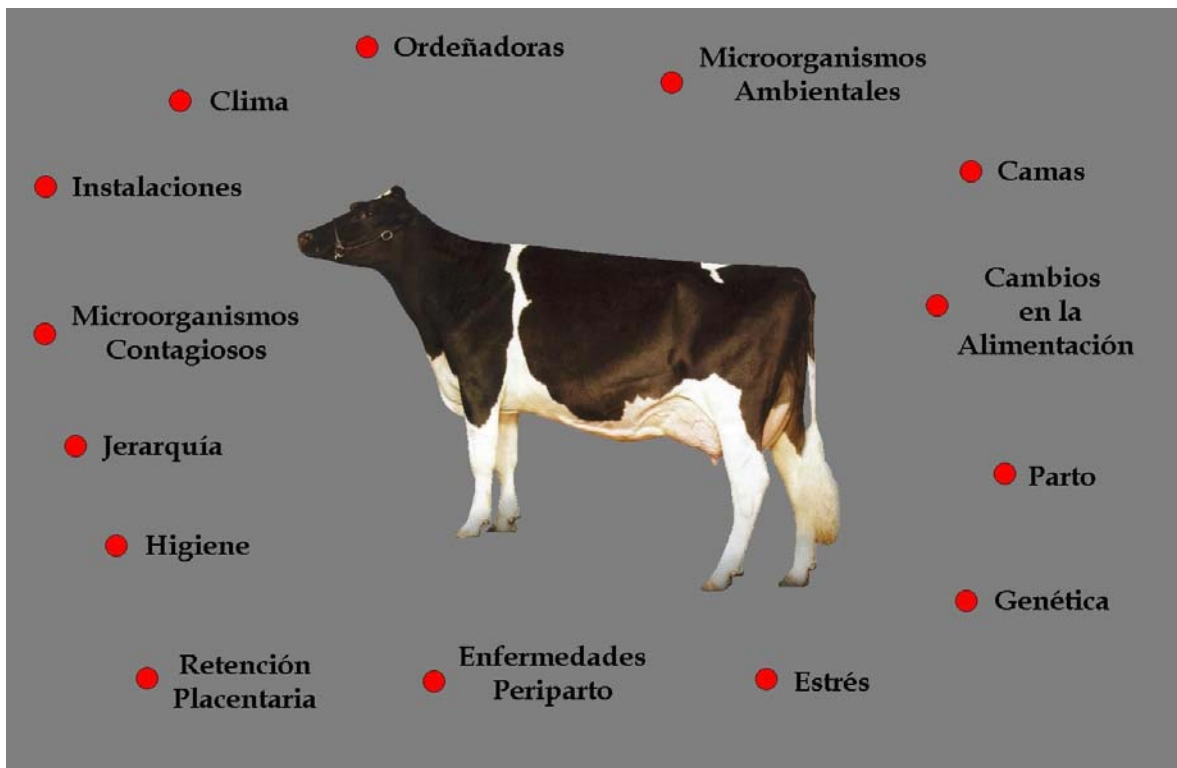 Ordeñadoras
Microorganismos
Ambientales
Clima
Camas
Instalaciones
Cambios
en la
Alimentación
Microorganismos
Contagiosos
Jerarquía
Parto
Higiene
Genética
Retención
Placentaria
Enfermedades
Periparto
Estrés